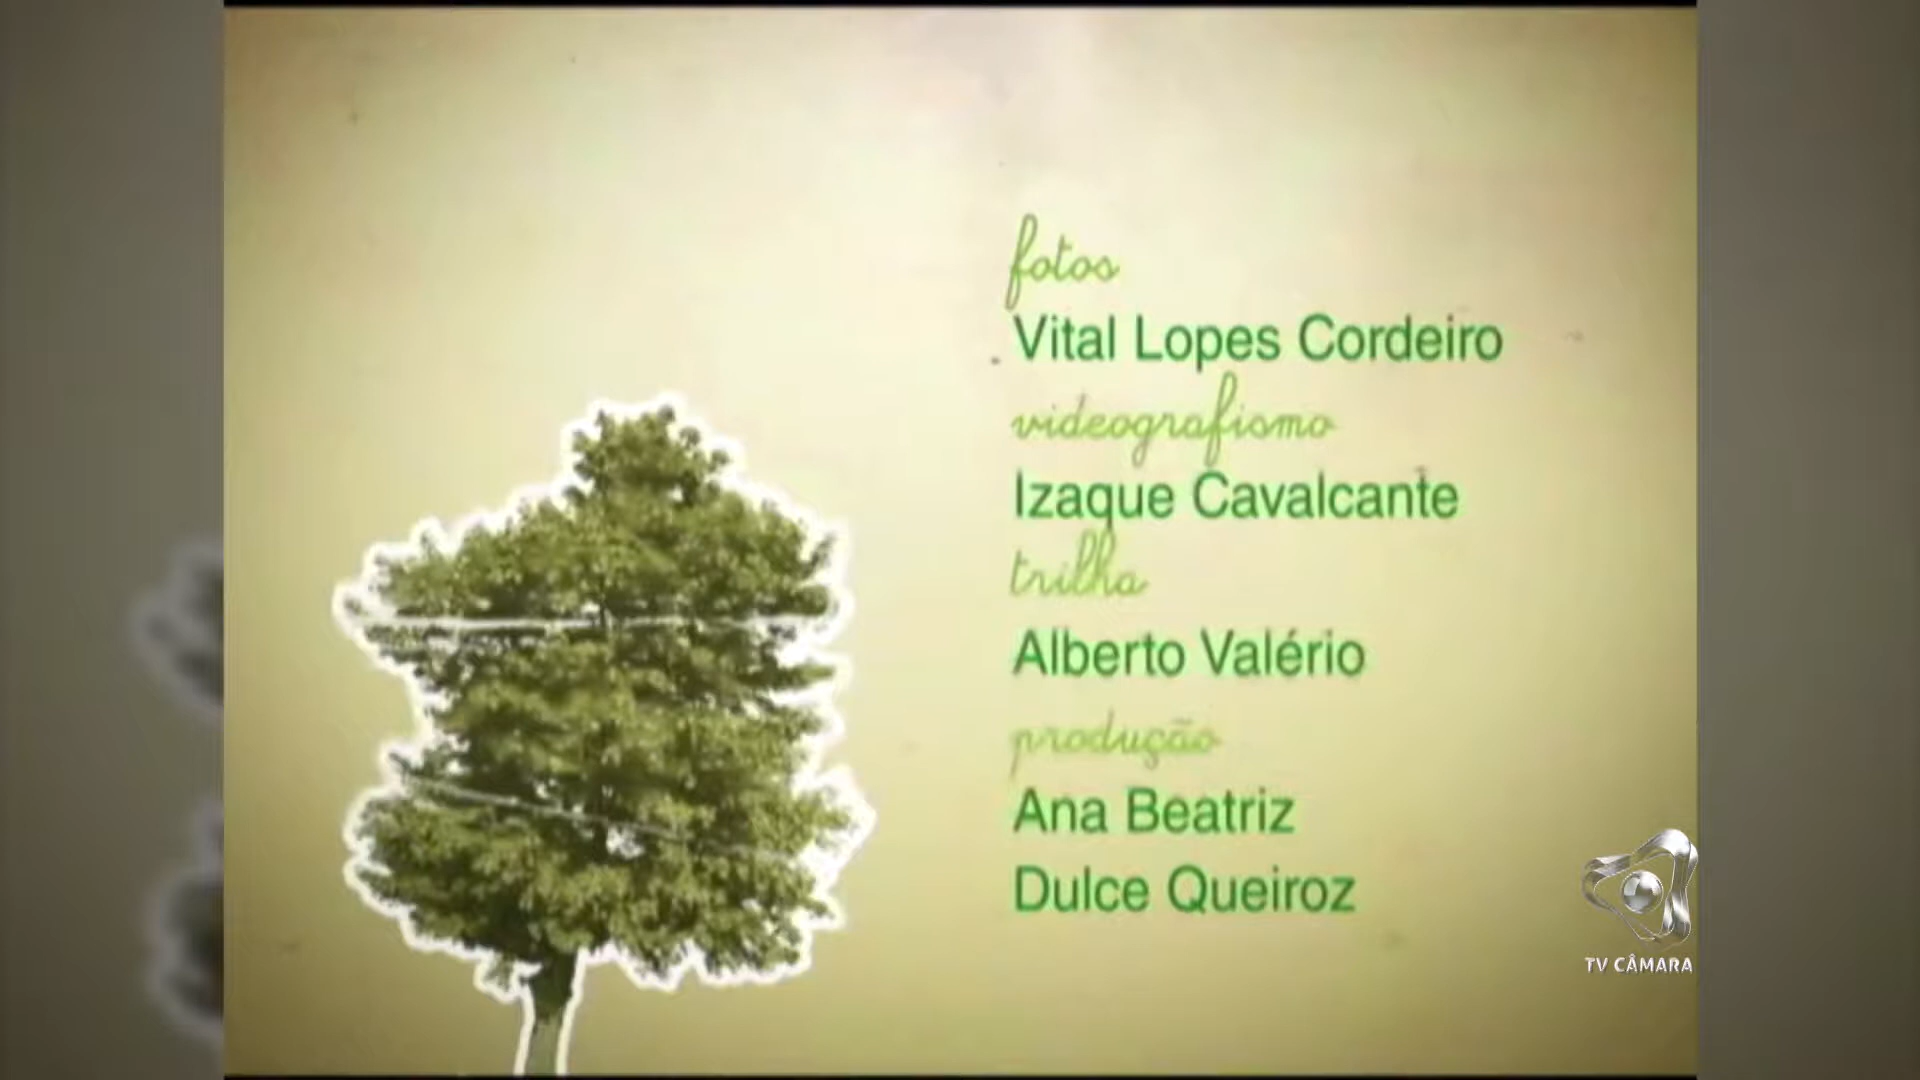 fotos
Vital Lopes Cordeiro
videografismo
Izaque Cavalcante
trilha
Alberto Valério
produção
Ana Beatriz
Dulce Queiroz
TV CÂMARA